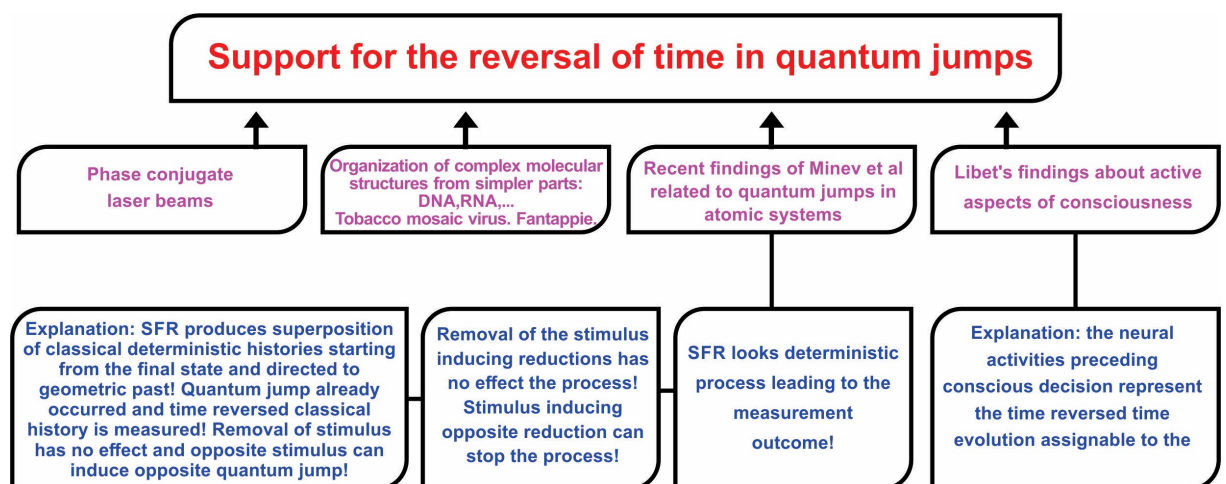 Support for the reversal of time in quantum jumps
Phase conjugate
laser beams
Organization of complex molecular
structures from simpler parts:
DNA,RNA,...
Tobacco mosaic virus. Fantappie.
Recent findings of Minev et al
related to quantum jumps in
atomic systems
Libet's findings about active
aspects of consciousness
Explanation: SFR produces superposition
of classical deterministic histories starting
from the final state and directed to
geometric past! Quantum jump already
occurred and time reversed classical
history is measured! Removal of stimulus
has no effect and opposite stimulus can
induce opposite quantum jump!
Removal of the stimulus
inducing reductions has
no effect the process!
Stimulus inducing
opposite reduction can
stop the process!
SFR looks deterministic
process leading to the
measurement
outcome!
Explanation: the neural
activities preceding
conscious decision represent
the time reversed time
evolution assignable to the